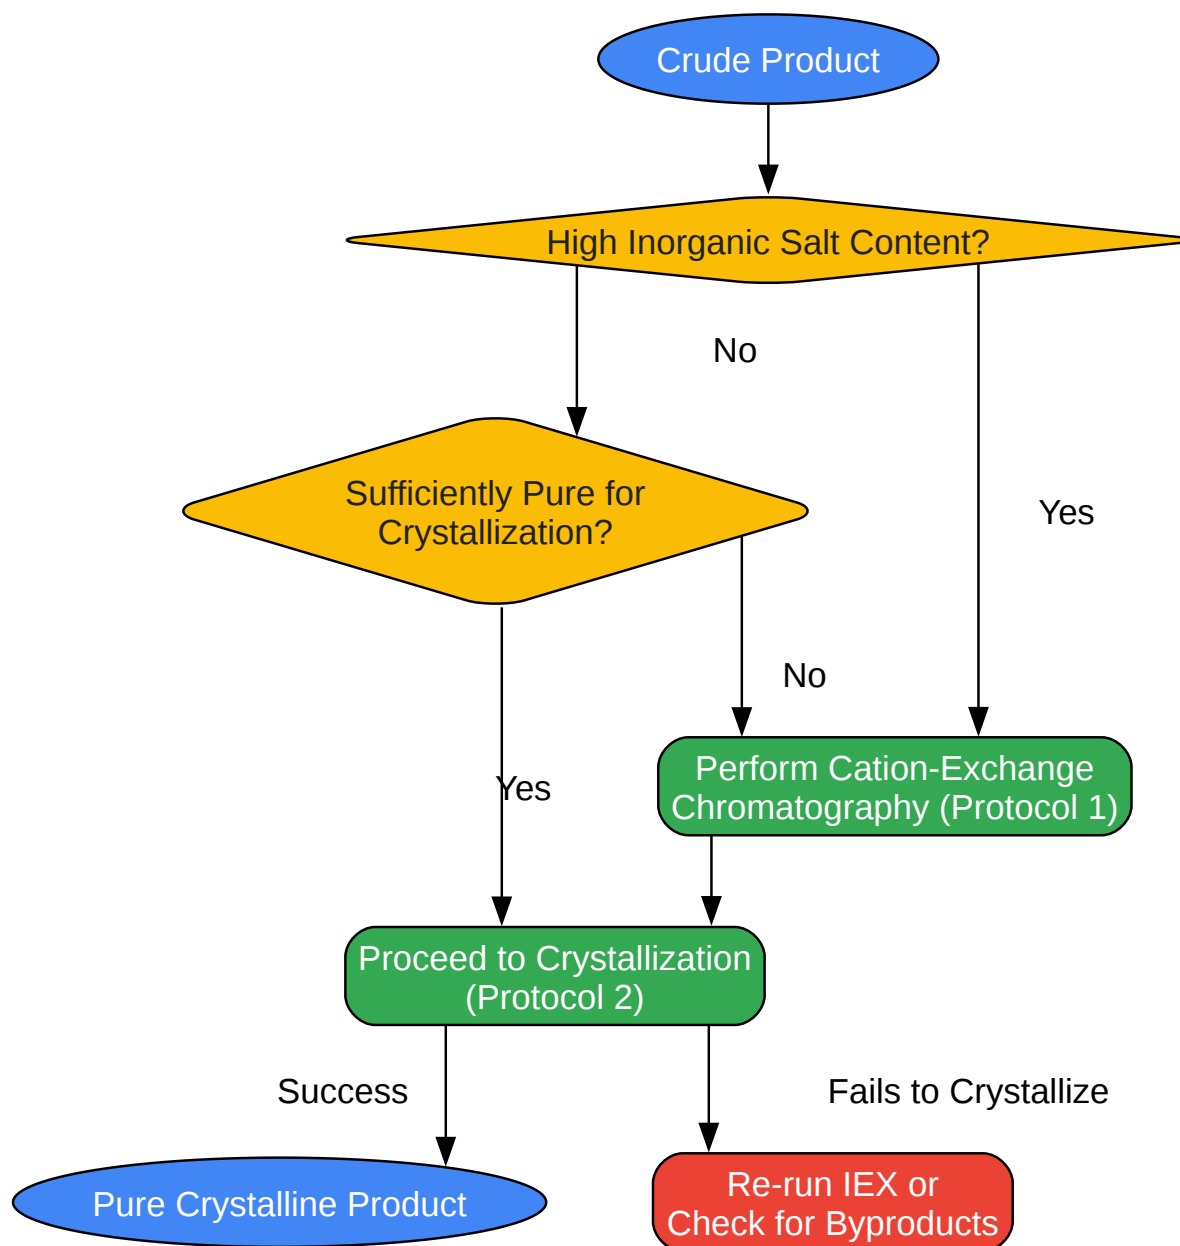 Crude Product
High Inorganic Salt Content?
No
Sufficiently Pure for
Crystallization?
Yes
No
Perform Cation-Exchange
Chromatography (Protocol 1)
Yes
Proceed to Crystallization
(Protocol 2)
Success
Fails to Crystallize
Pure Crystalline Product
Re-run IEX or
Check for Byproducts